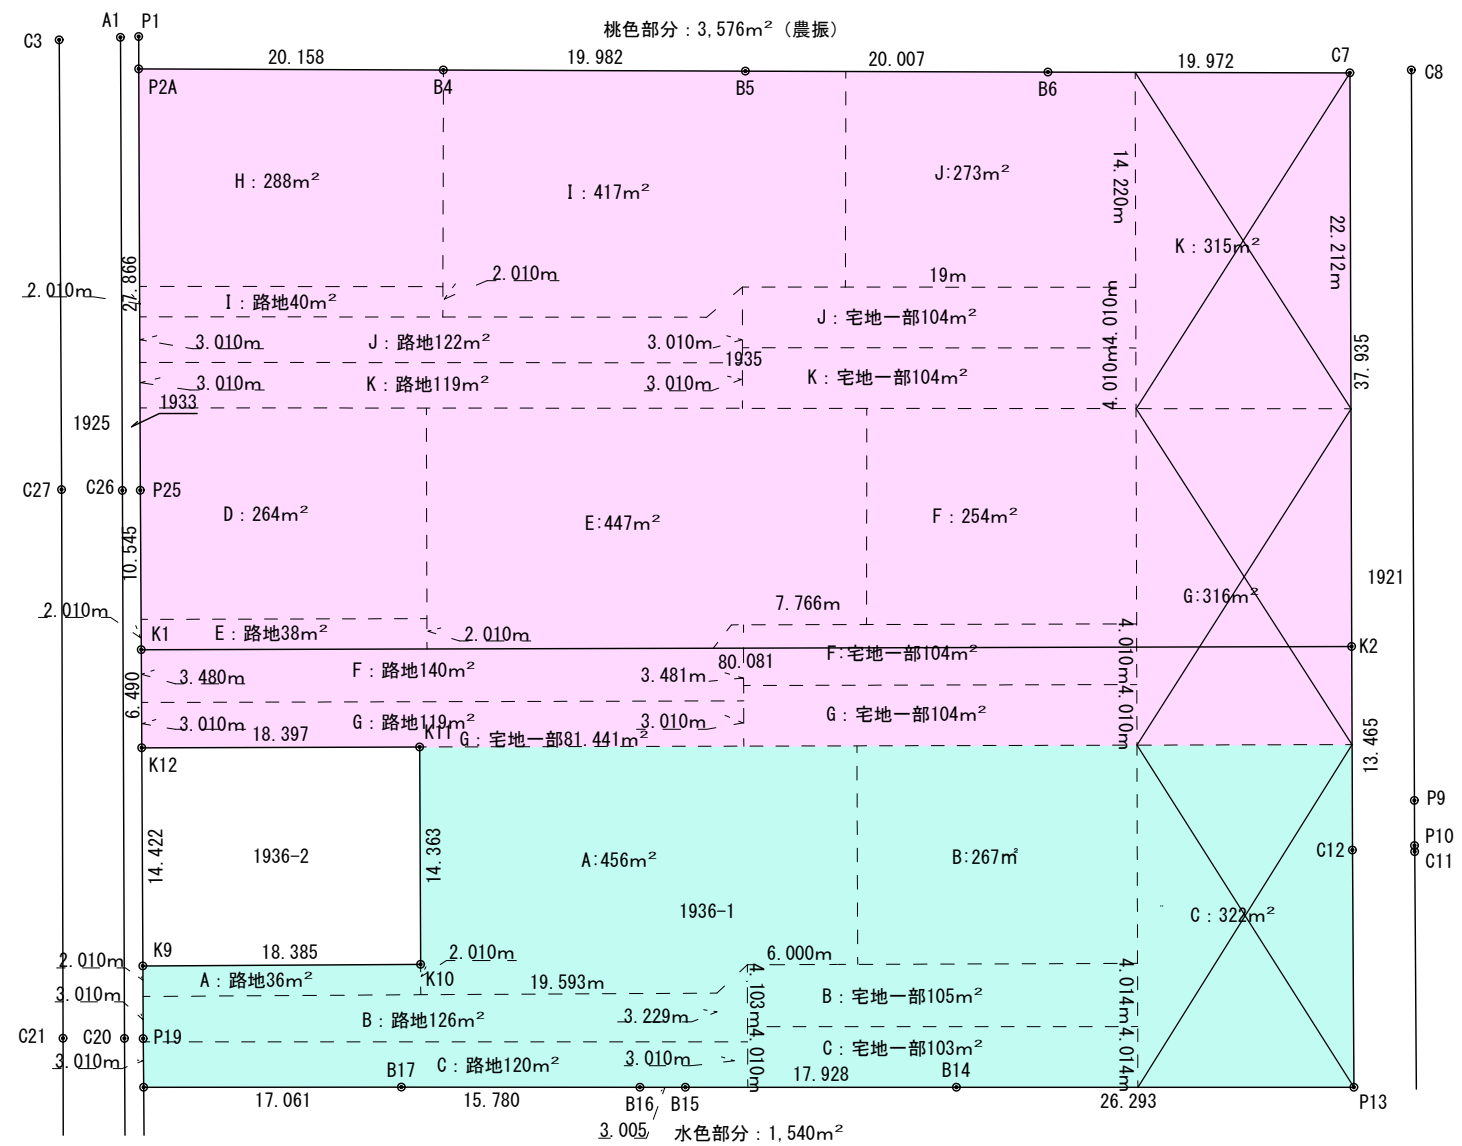 桃色部分：3,576m²（農振）
C3
A1
P1
20.158
19.982
20.007
19.972
C7
C8
P2A
B4
B5
B6
H：288m²
I：417m²
J:273m²
14.220m
K：315m²
22.212m
27.866
2.010m
2.010m
19m
I：路地40m²
J：宅地一部104m²
4.010m
3.010m
J：路地122m²
3.010m
1935
4.010m
37.935
3.010m
K：路地119m²
3.010m
K：宅地一部104m²
1933
1925
C27
C26
P25
D：264m²
E:447m²
F：254m²
10.545
1921
2.010m
7.766m
G:316m²
K1
E：路地38m²
2.010m
4.010m
K2
F：路地140m²
80.081
F:宅地一部104m²
3.480m
3.481m
6.490
4.010m
3.010m
G：路地119m²
3.010m
G：宅地一部104m²
18.397
K11
G：宅地一部81.441m²
13.465
K12
P9
14.422
1936-2
14.363
A:456m²
B:267㎡
C12
P10
C11
1936-1
C：322m²
K9
18.385
2.010m
6.000m
2.010m
A：路地36m²
K10
19.593m
4.103m
4.014m
3.010m
B：宅地一部105m²
B：路地126m²
3.229m
C21
C20
P19
3.010m
C：路地120m²
3.010m
4.010m
C：宅地一部103m²
4.014m
B17
17.928
B14
17.061
15.780
B16
B15
26.293
P13
3.005
水色部分：1,540m²